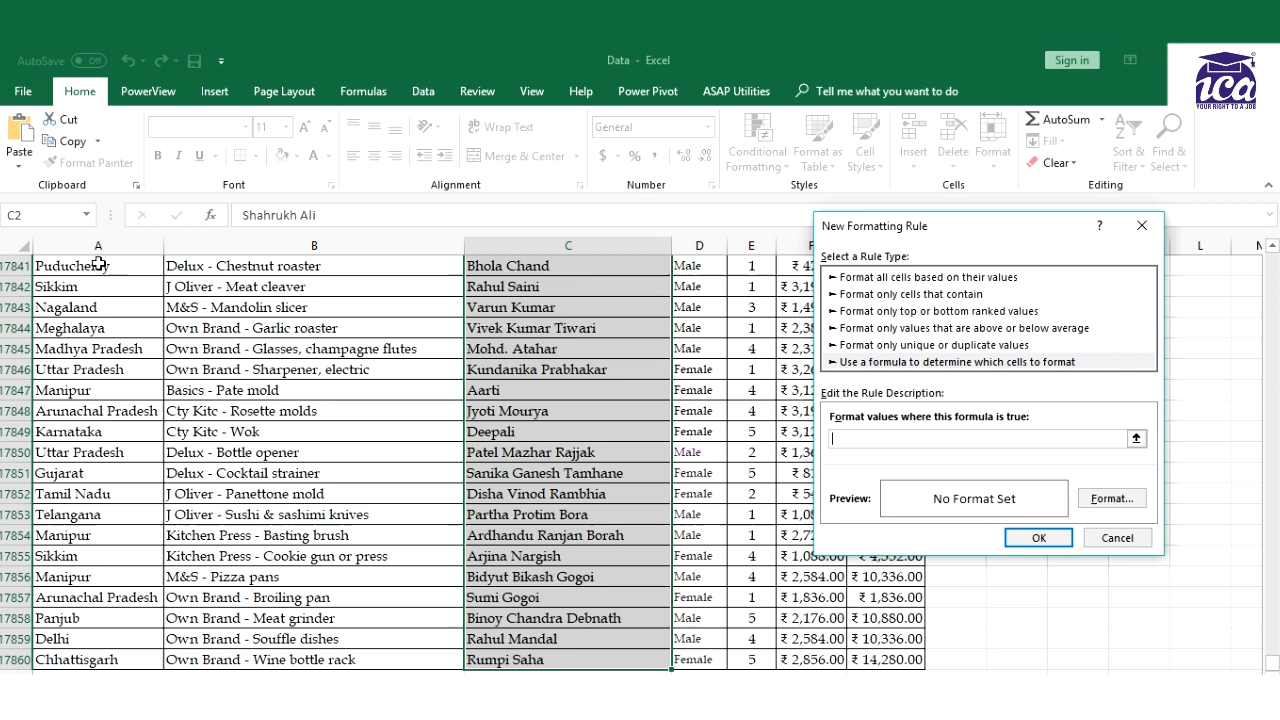 AutoSave Off
Data - Excel
Sign in
ica
YOUR RIGHT TO A JOB
File Home PowerView Insert Page Layout Formulas Data Review View Help Power Pivot ASAP Utilities Tell me what you want to do
Paste
Cut
Copy
Format Painter
Clipboard
11
B I U
Font
Wrap Text
Merge & Center
Alignment
General
$ % ,
Number
Conditional Formatting
Format as Table
Cell Styles
Styles
Insert Delete Format
Cells
AutoSum
Fill
Clear
Sort & Filter
Find & Select
Editing
C2 fx Shahrukh Ali
A B C D E L
17841 Puducherry Delux - Chestnut roaster Bhola Chand Male 1
17842 Sikkim J Oliver - Meat cleaver Rahul Saini Male 1
17843 Nagaland M&S - Mandolin slicer Varun Kumar Male 3
17844 Meghalaya Own Brand - Garlic roaster Vivek Kumar Tiwari Male 1
17845 Madhya Pradesh Own Brand - Glasses, champagne flutes Mohd. Atahar Male 4
17846 Uttar Pradesh Own Brand - Sharpener, electric Kundanika Prabhakar Female 1
17847 Manipur Basics - Pate mold Aarti Female 4
17848 Arunachal Pradesh Cty Kitc - Rosette molds Jyoti Mourya Female 4
17849 Karnataka Cty Kitc - Wok Deepali Female 5
17850 Uttar Pradesh Delux - Bottle opener Patel Mazhar Rajjak Male 2
17851 Gujarat Delux - Cocktail strainer Sanika Ganesh Tamhane Female 5
17852 Tamil Nadu J Oliver - Panettone mold Disha Vinod Rambhia Female 2
17853 Telangana J Oliver - Sushi & sashimi knives Partha Protim Bora Male 1
17854 Manipur Kitchen Press - Basting brush Ardhandu Ranjan Borah Male 1
17855 Sikkim Kitchen Press - Cookie gun or press Arjina Nargish Female 4
17856 Manipur M&S - Pizza pans Bidyut Bikash Gogoi Male 4 ₹ 2,584.00 ₹ 10,336.00
17857 Arunachal Pradesh Own Brand - Broiling pan Sumi Gogoi Female 1 ₹ 1,836.00 ₹ 1,836.00
17858 Panjub Own Brand - Meat grinder Binoy Chandra Debnath Male 5 ₹ 2,176.00 ₹ 10,880.00
17859 Delhi Own Brand - Souffle dishes Rahul Mandal Male 4 ₹ 2,584.00 ₹ 10,336.00
17860 Chhattisgarh Own Brand - Wine bottle rack Rumpi Saha Female 5 ₹ 2,856.00 ₹ 14,280.00
New Formatting Rule ?
Select a Rule Type:
► Format all cells based on their values
► Format only cells that contain
► Format only top or bottom ranked values
► Format only values that are above or below average
► Format only unique or duplicate values
► Use a formula to determine which cells to format
Edit the Rule Description:
Format values where this formula is true:
Preview: No Format Set Format...
OK Cancel